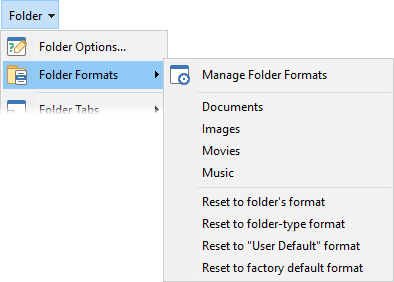 Folder
Folder Options...
Folder Formats
Folder Tabs
Manage Folder Formats
Documents
Images
Movies
Music
Reset to folder's format
Reset to folder-type format
Reset to "User Default" format
Reset to factory default format